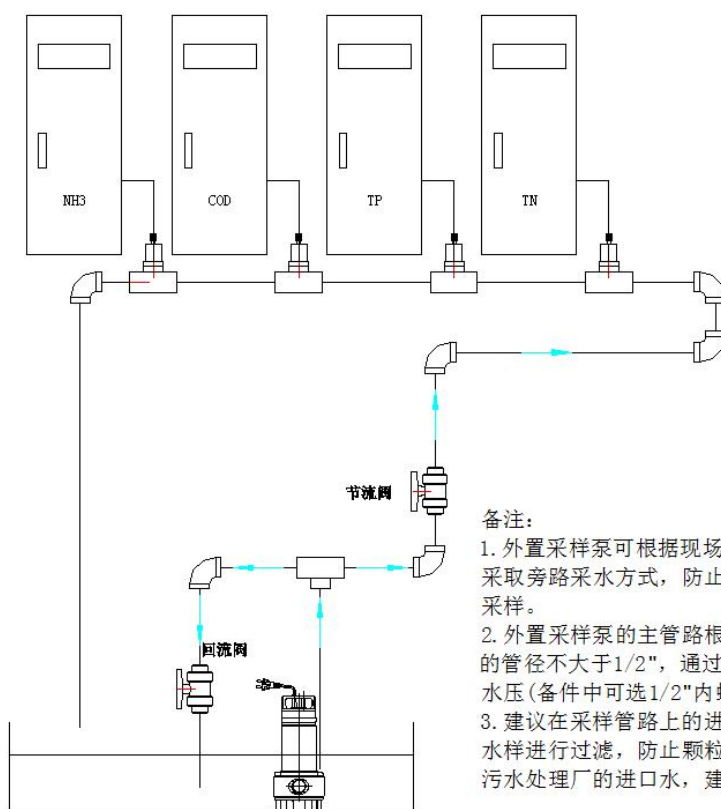 NH3
COD
TP
TN
节流阀
回流阀
备注:
1.外置采样泵可根据现场
采取旁路采水方式，防止
采样。
2.外置采样泵的主管路根
的管径不大于1/2"，通过
水压(备件中可选1/2"内
3.建议在采样管路上的进
水样进行过滤，防止颗粒
污水处理厂的进口水，建